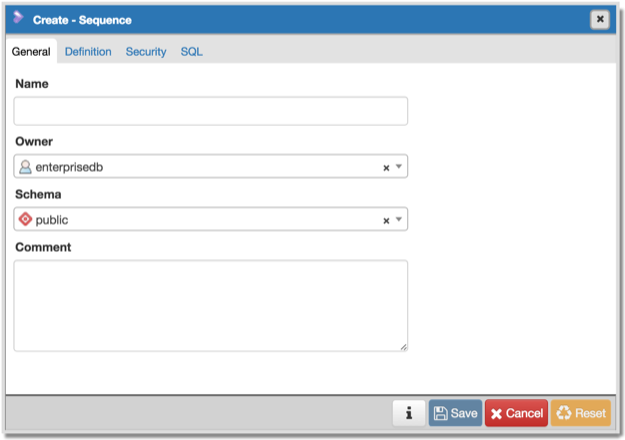 Create - Sequence
General Definition Security SQL
Name
Owner
enterprisedb
Schema
public
Comment
i Save Cancel Reset